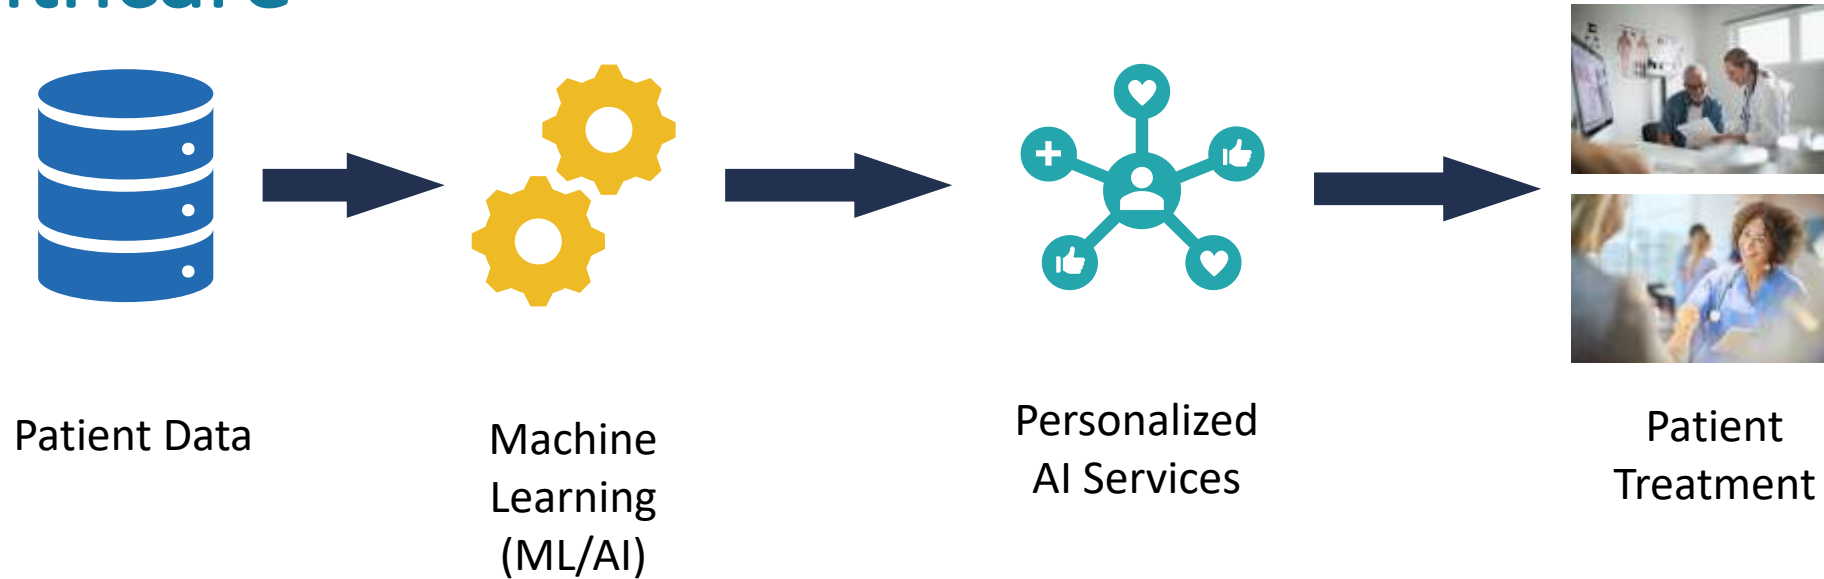 Patient Data
Machine
Learning
(ML/AI)
Personalized
AI Services
Patient
Treatment